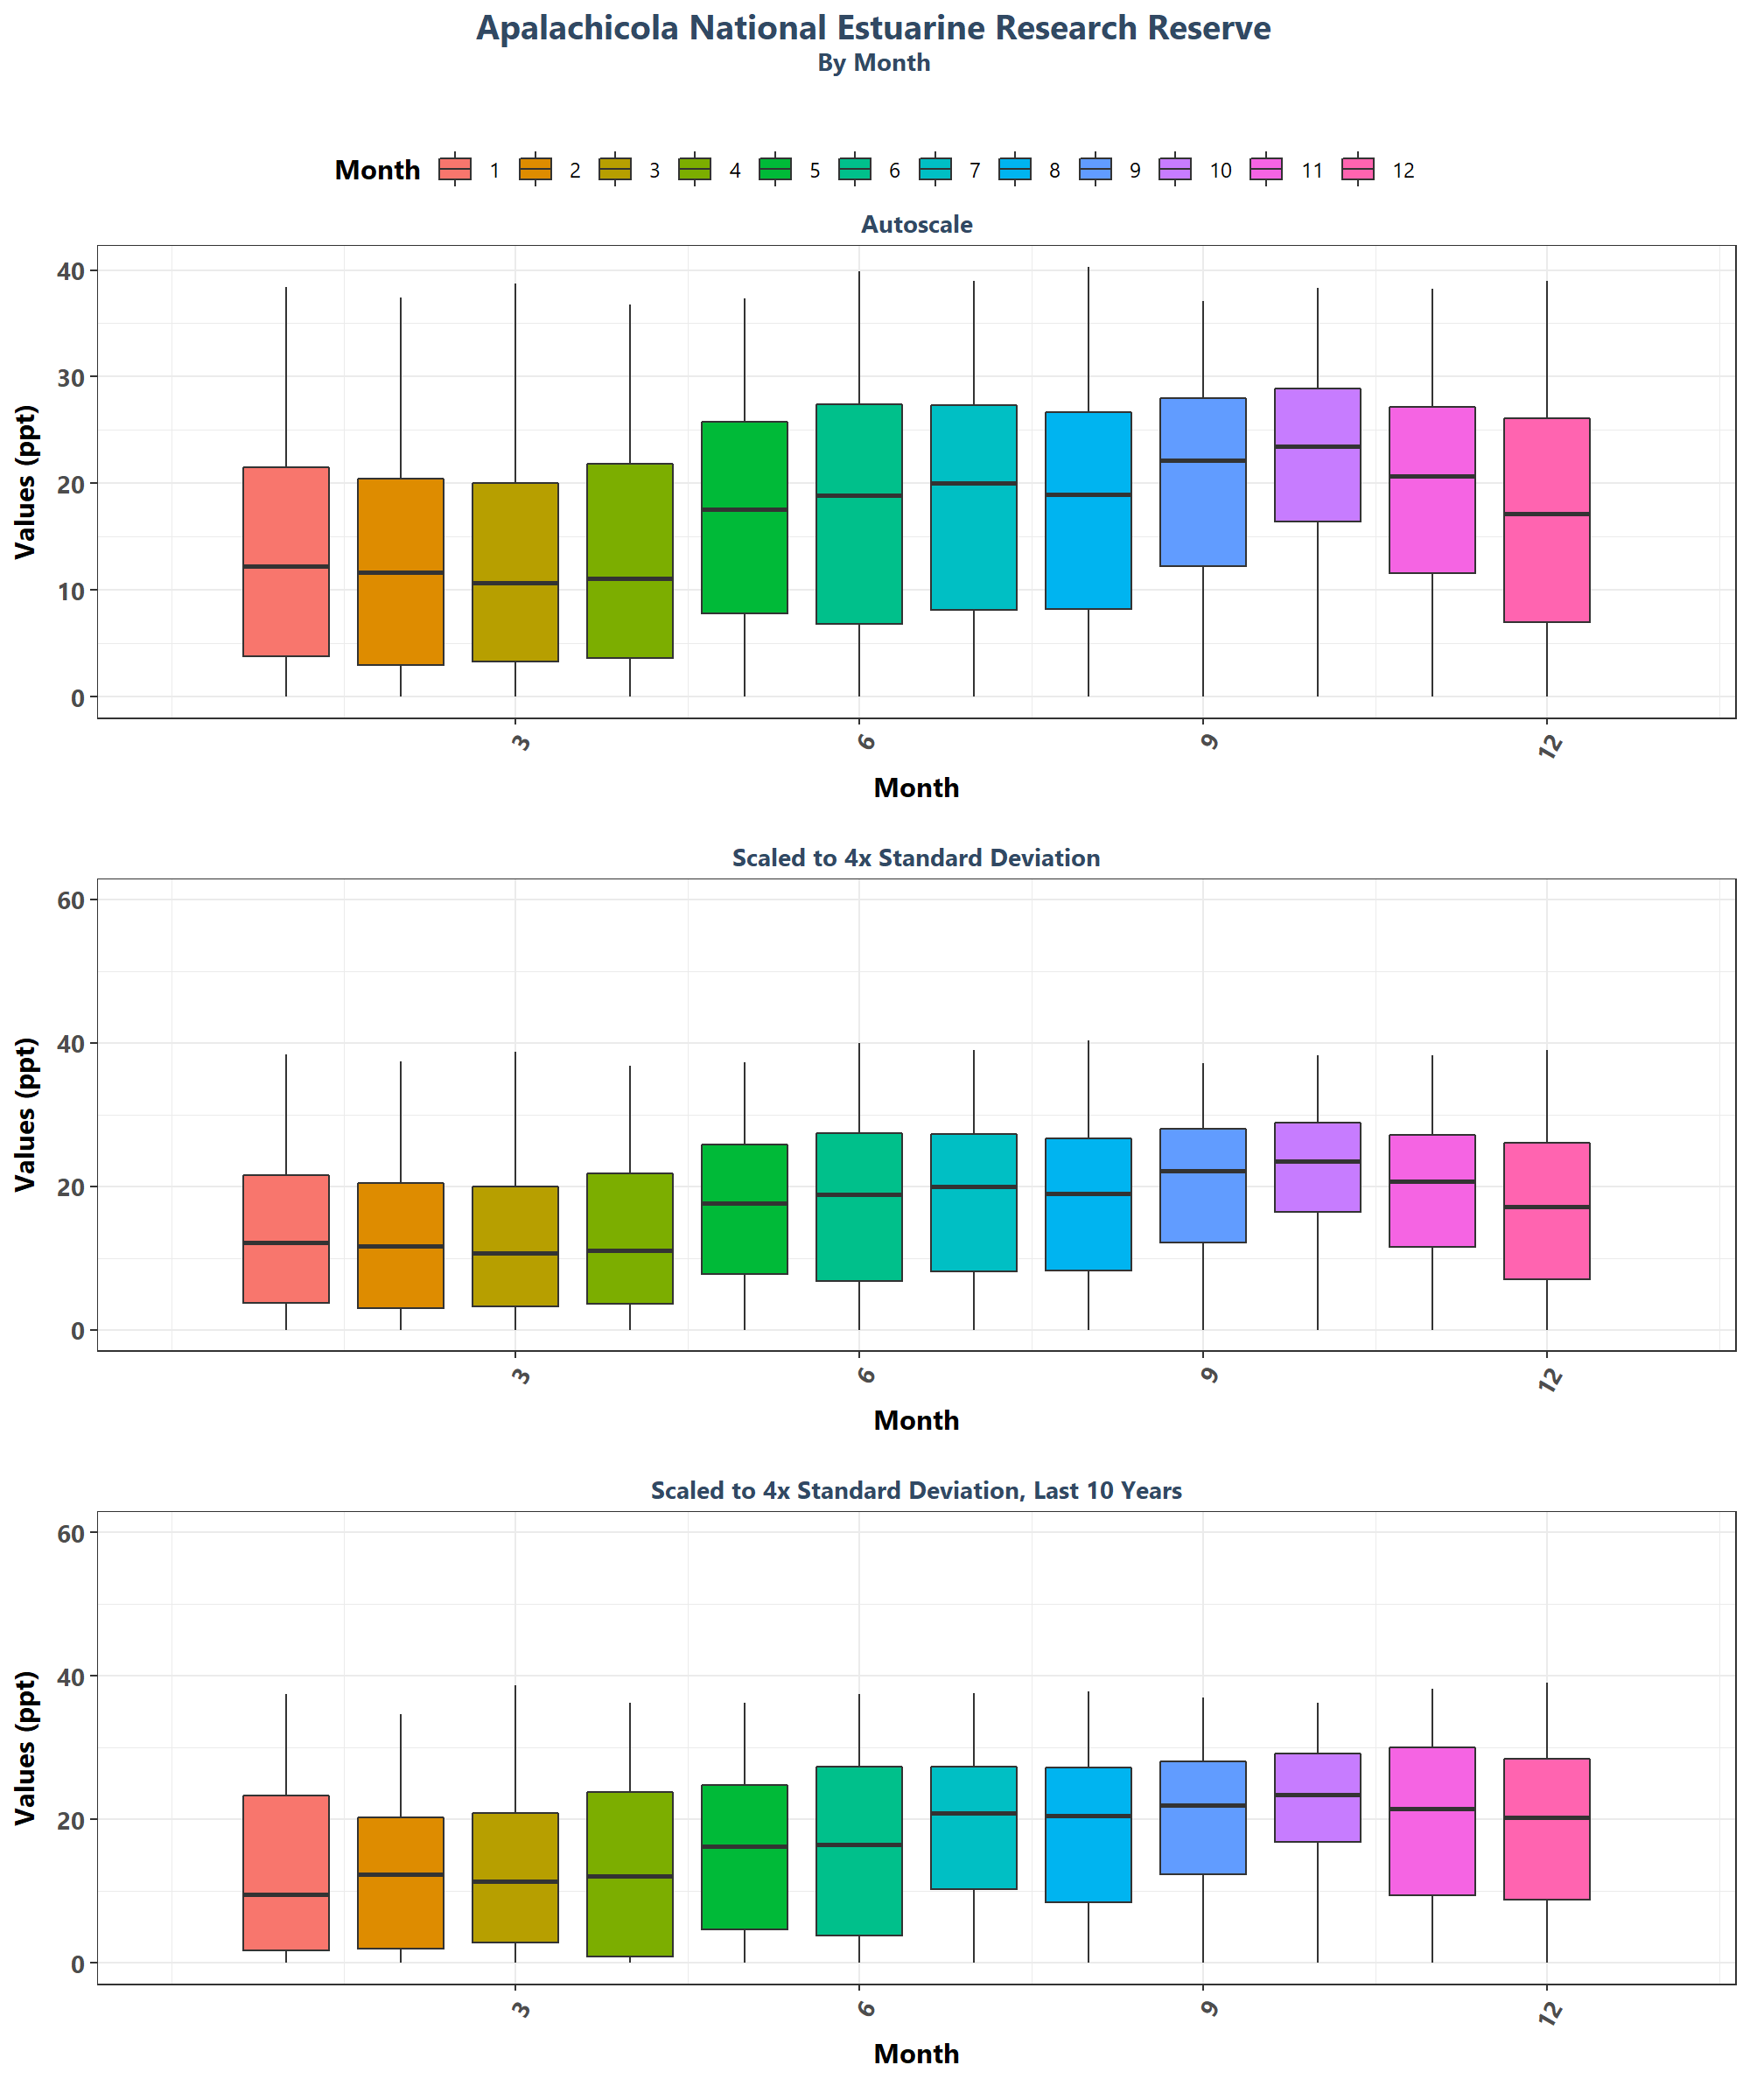 Apalachicola National Estuarine Research Reserve
By Month
Month 1 2 3 4 5 6 7 8 9 10 11 12
Autoscale
Values (ppt)
40
30
20
10
0
3 6 9 12
Month
Scaled to 4x Standard Deviation
Values (ppt)
60
40
20
0
3 6 9 12
Month
Scaled to 4x Standard Deviation, Last 10 Years
Values (ppt)
60
40
20
0
3 6 9 12
Month